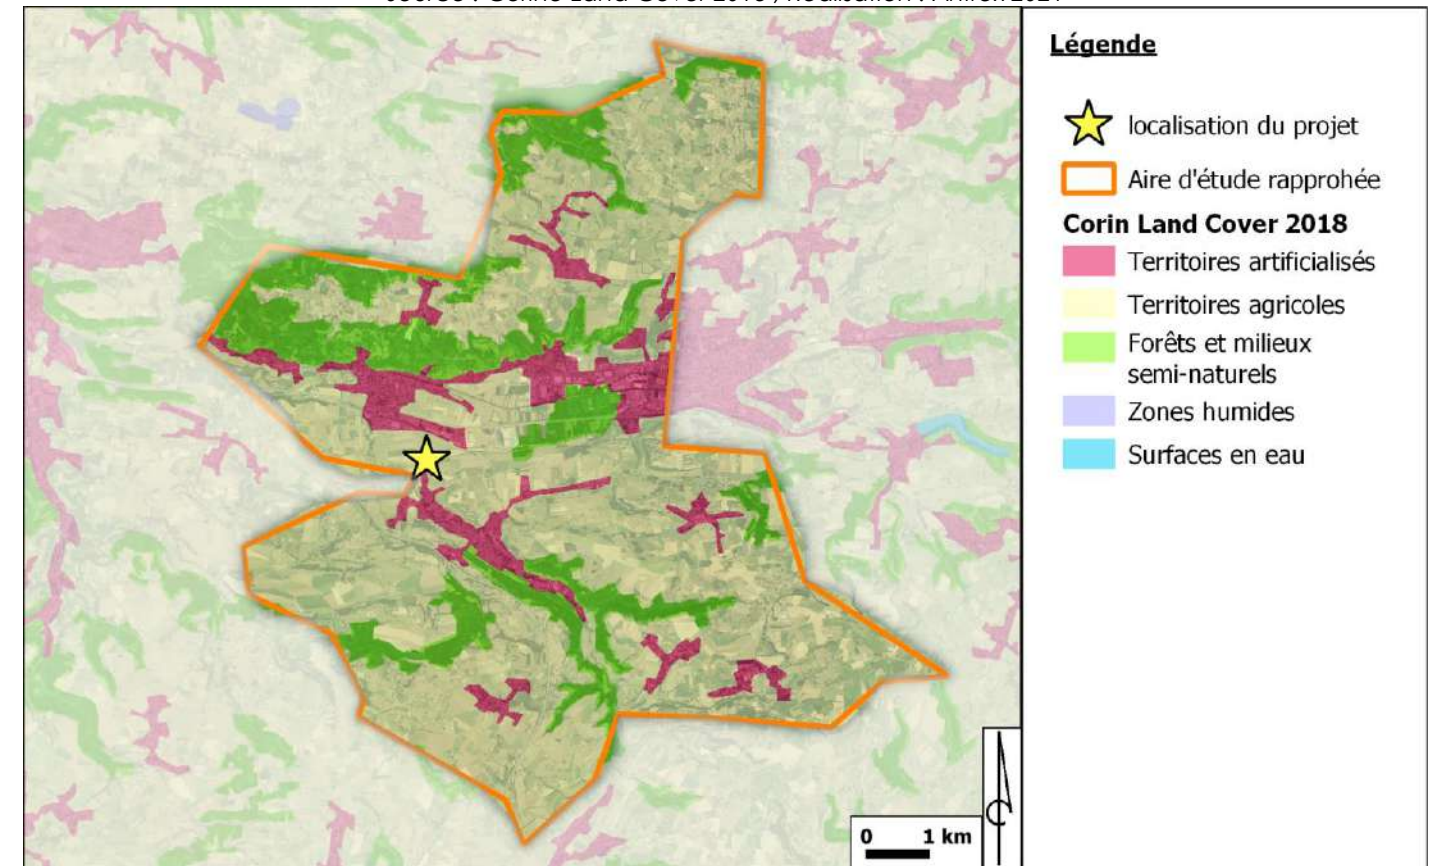 Légende
localisation du projet
Aire d'étude rapprohée
Corin Land Cover 2018
Territoires artificialisés
Territoires agricoles
Forêts et milieux
semi-naturels
Zones humides
Surfaces en eau
0 1 km